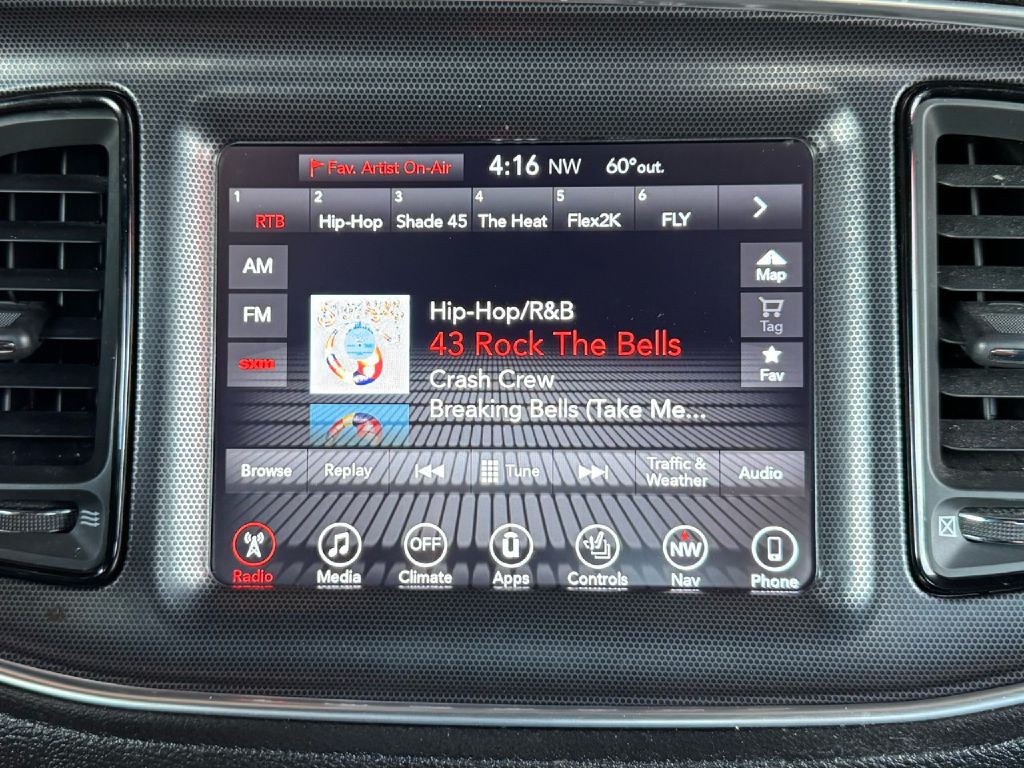 Fav. Artist On-Air 4:16 NW 60°out.
1 RTB 2 Hip-Hop 3 Shade 45 4 The Heat 5 Flex2K 6 FLY
AM
Map
FM
Tag
sxm
Fav
Hip-Hop/R&B
43 Rock The Bells
Crash Crew
Breaking Bells (Take Me...
Browse Replay Tune Traffic & Weather Audio
OFF NW
Radio Media Climate Apps Controls Nav Phone